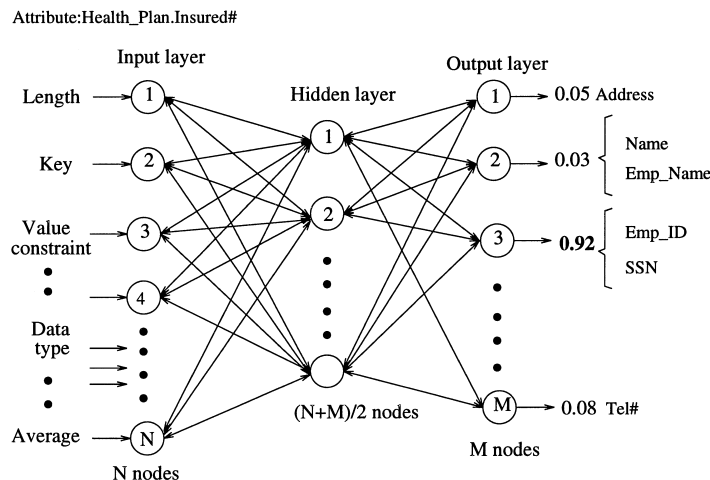 Attribute:Health_Plan.Insured#
Input layer
Hidden layer
Output layer
Length
1
1
0.05 Address
1
Key
2
2
0.03
Name
Emp_Name
Value
constraint
3
2
3
0.92
Emp_ID
SSN
4
Data
type
(N+M)/2 nodes
M
0.08 Tel#
Average
N
M nodes
N nodes